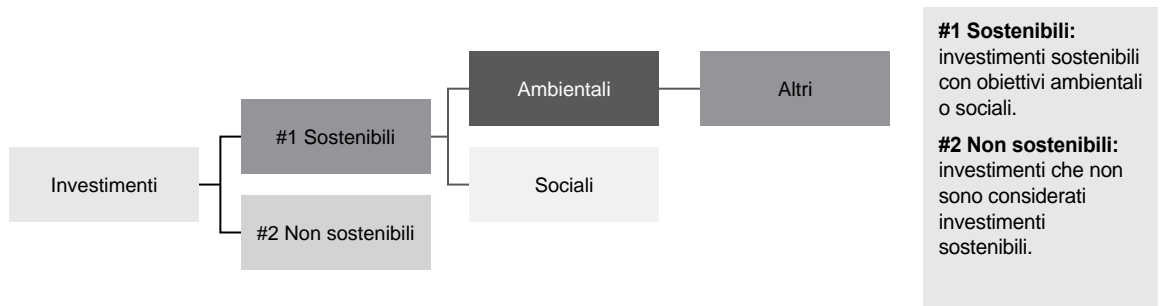 Investimenti
#1 Sostenibili
#2 Non sostenibili
Ambientali
Sociali
Altri
#1 Sostenibili:
investimenti sostenibili
con obiettivi ambientali
o sociali.
#2 Non sostenibili:
investimenti che non
sono considerati
investimenti
sostenibili.